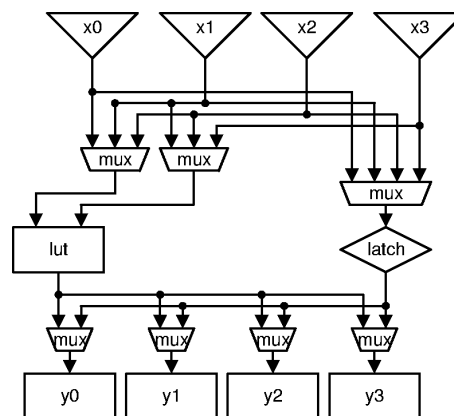 x0 x1 x2 x3
mux mux
mux
lut latch
mux mux mux mux
y0 y1 y2 y3